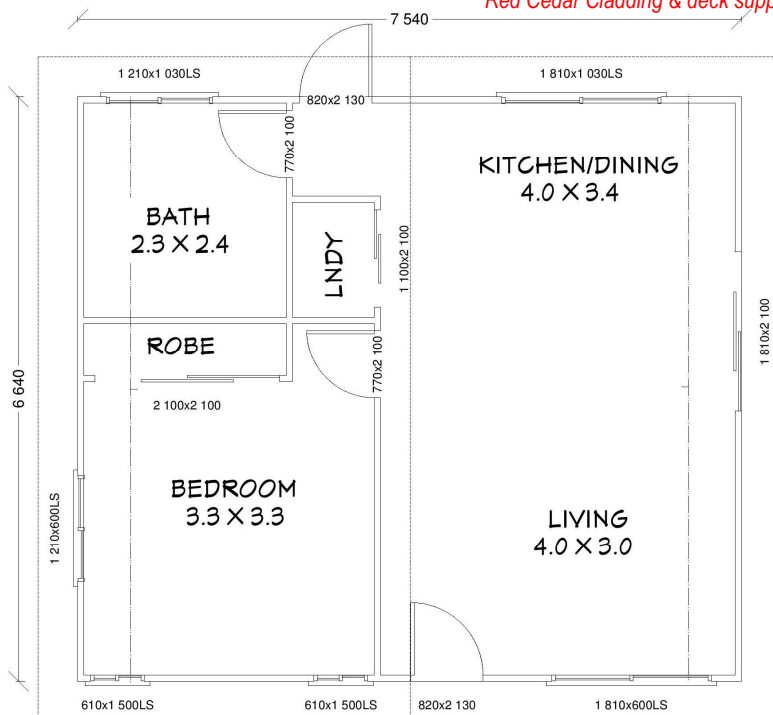 Red Cedar Cladding & deck supp
7 540
1 210x1 030LS
1 810x1 030LS
820x2 130
770x2 100
KITCHEN/DINING
4.0 X 3.4
BATH
2.3 X 2.4
LNDY
1 100x2 100
1 810x2 100
ROBE
770x2 100
6 640
2 100x2 100
BEDROOM
3.3 X 3.3
LIVING
4.0 X 3.0
1 210x600LS
610x1 500LS
610x1 500LS
820x2 130
1 810x600LS